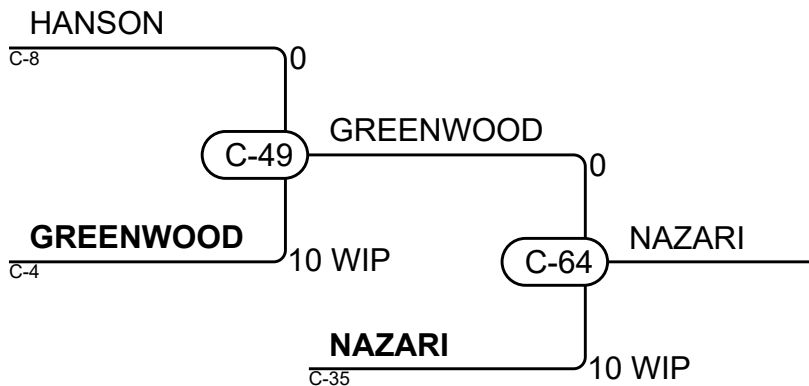 HANSON
C-8
0
C-49
GREENWOOD
0
GREENWOOD
C-4
10 WIP
C-64
NAZARI
NAZARI
C-35
10 WIP